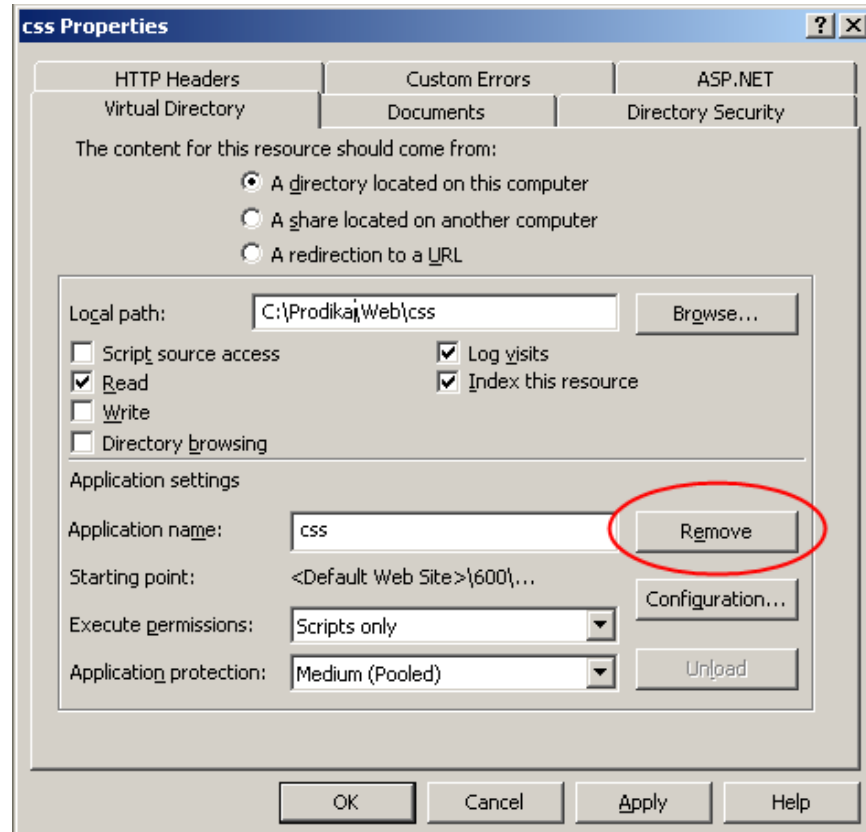 css Properties
HTTP Headers Custom Errors ASP.NET
Virtual Directory Documents Directory Security
The content for this resource should come from:
A directory located on this computer
A share located on another computer
A redirection to a URL
Local path: C:\Prodika\Web\css Browse...
Script source access Log visits
Read Index this resource
Write
Directory browsing
Application settings
Application name: css Remove
Starting point: <Default Web Site>\600\...
Configuration...
Execute permissions: Scripts only
Application protection: Medium (Pooled) Unload
OK Cancel Apply Help